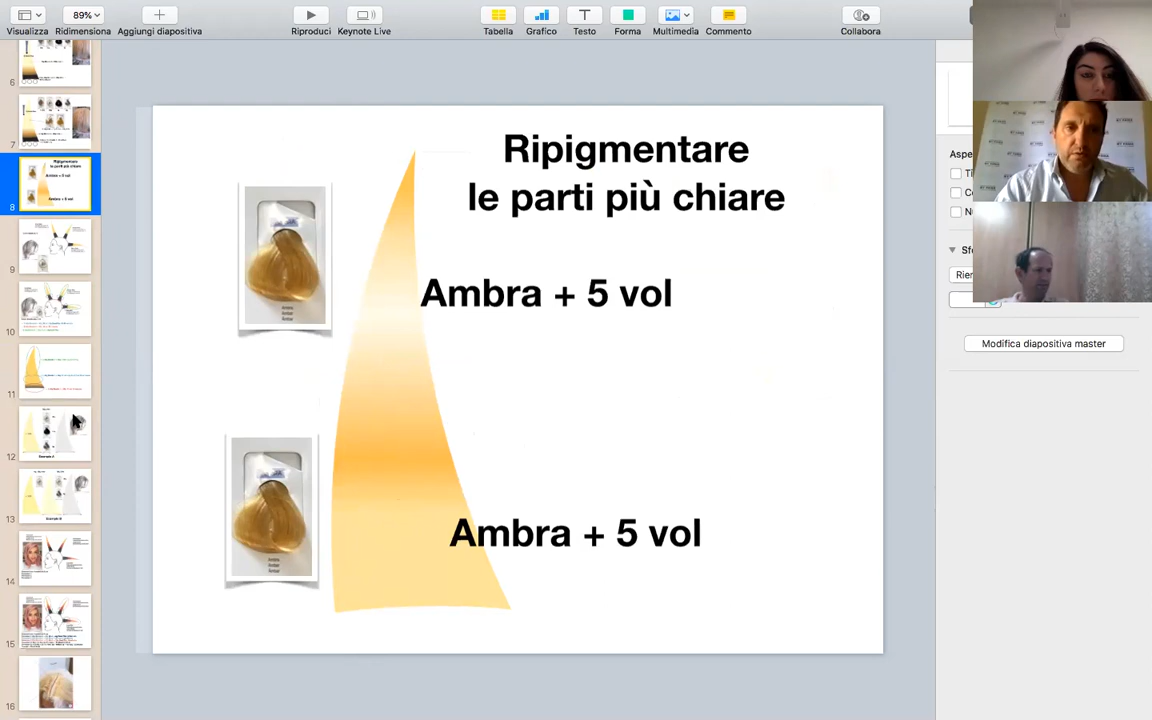 89%
Visualizza
Ridimensiona
Aggiungi diapositiva
Riproduci
Keynote Live
Tabella
Grafico
Testo
Forma
Multimedia
Commento
Collabora
6
7
8
9
10
11
12
13
14
15
16
Ripigmentare
le parti più chiare
Ambra + 5 vol
Ambra + 5 vol
Modifica diapositiva master